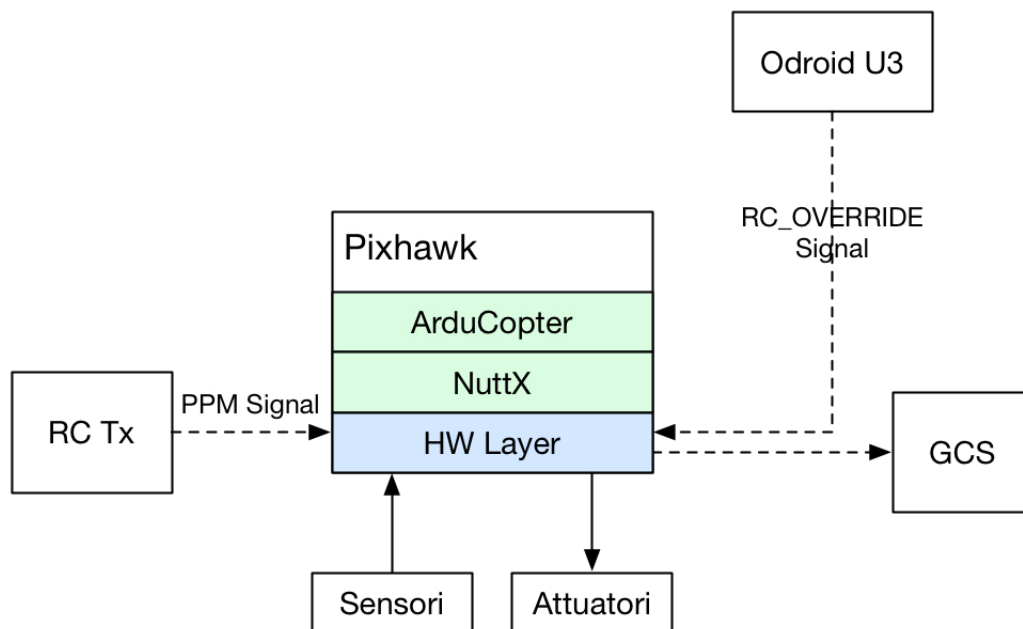 Odroid U3
RC_OVERRIDE
Signal
Pixhawk
ArduCopter
NuttX
PPM Signal
RC Tx
HW Layer
GCS
Sensori
Attuatori